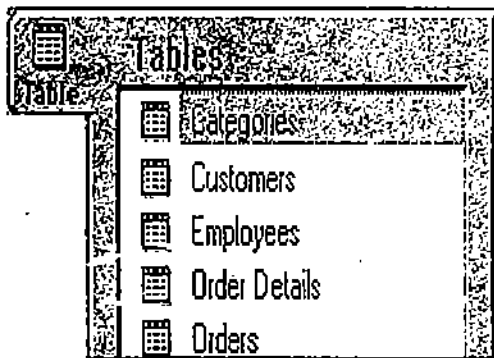 Tables
Table
Categories
Customers
Employees
Order Details
Orders